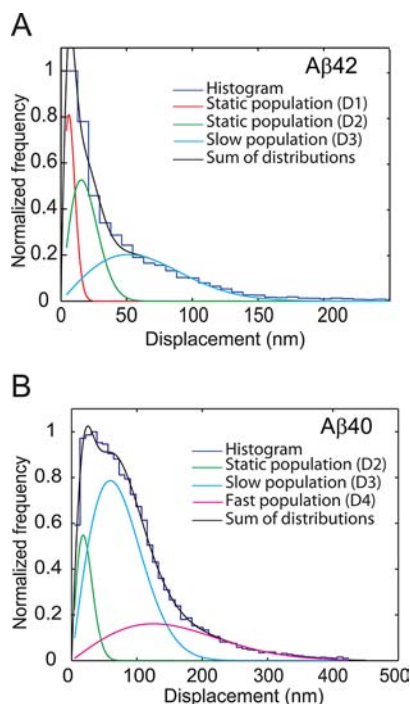 A
Aβ42
Normalized frequency
1
0.8
0.6
0.4
0.2
0
Histogram
Static population (D1)
Static population (D2)
Slow population (D3)
Sum of distributions
0 50 100 150 200
Displacement (nm)
B
Aβ40
Normalized frequency
1
0.8
0.6
0.4
0.2
0
Histogram
Static population (D2)
Slow population (D3)
Fast population (D4)
Sum of distributions
0 100 200 300 400 500
Displacement (nm)